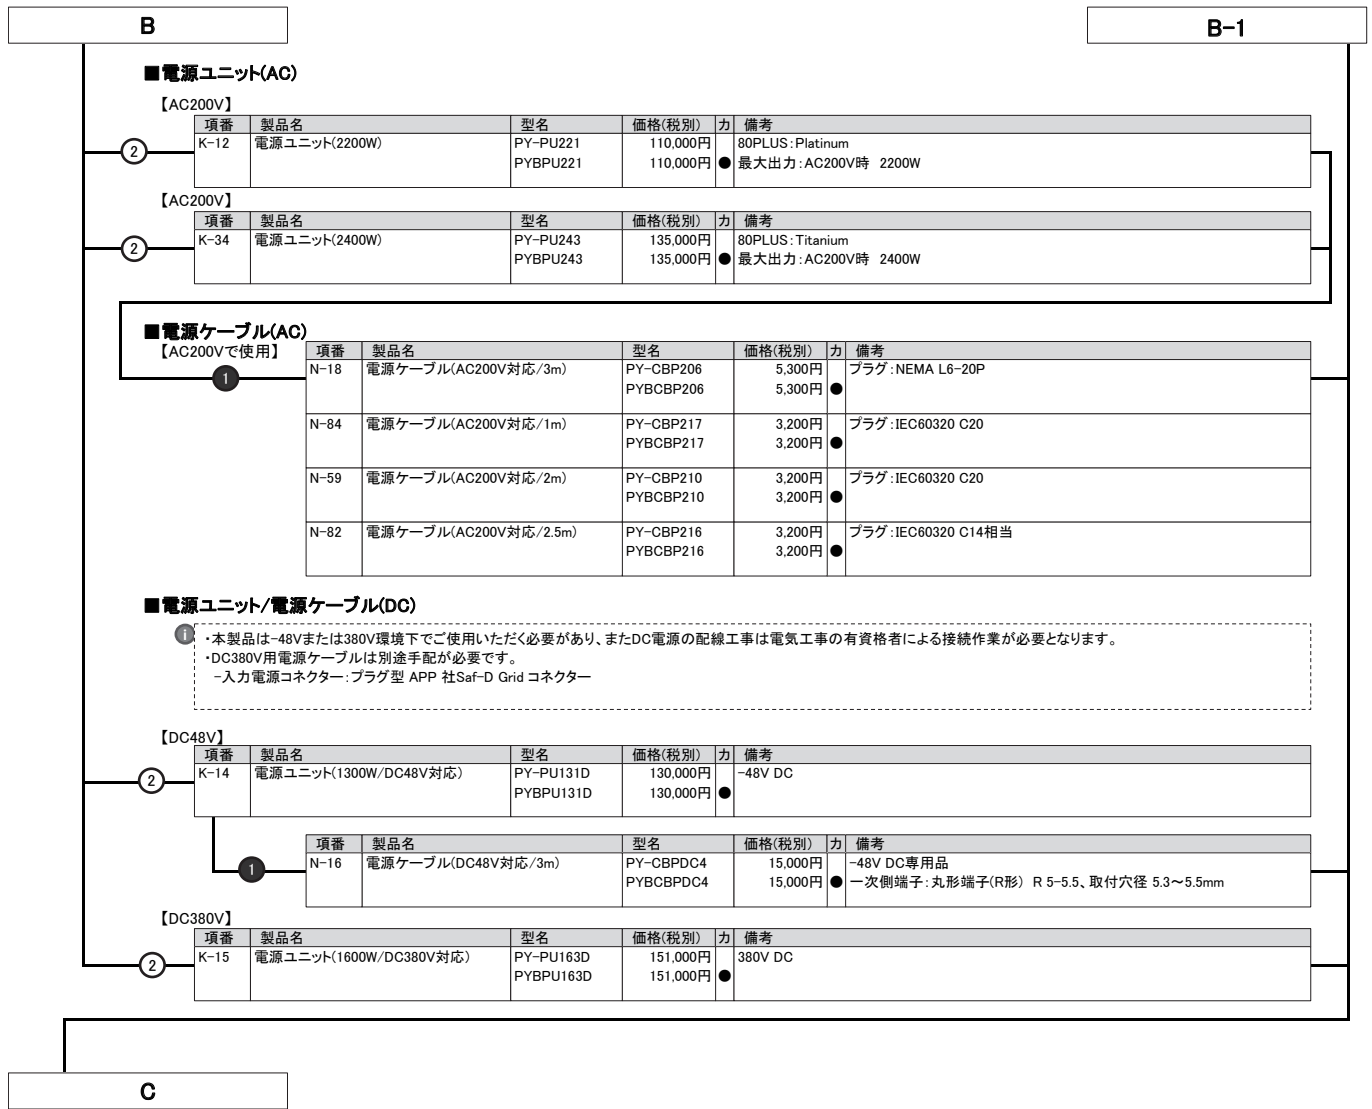 B
B-1
■電源ユニット(AC)
【AC200V】
項番 製品名 型名 価格(税別) カ 備考
② K-12 電源ユニット(2200W) PY-PU221 110,000円 80PLUS:Platinum
PYBPU221 110,000円 ● 最大出力:AC200V時 2200W
【AC200V】
項番 製品名 型名 価格(税別) カ 備考
② K-34 電源ユニット(2400W) PY-PU243 135,000円 80PLUS:Titanium
PYBPU243 135,000円 ● 最大出力:AC200V時 2400W
■電源ケーブル(AC)
【AC200Vで使用】 項番 製品名 型名 価格(税別) カ 備考
❶ N-18 電源ケーブル(AC200V対応/3m) PY-CBP206 5,300円 プラグ:NEMA L6-20P
PYBCBP206 5,300円 ●
N-84 電源ケーブル(AC200V対応/1m) PY-CBP217 3,200円 プラグ:IEC60320 C20
PYBCBP217 3,200円 ●
N-59 電源ケーブル(AC200V対応/2m) PY-CBP210 3,200円 プラグ:IEC60320 C20
PYBCBP210 3,200円 ●
N-82 電源ケーブル(AC200V対応/2.5m) PY-CBP216 3,200円 プラグ:IEC60320 C14相当
PYBCBP216 3,200円 ●
■電源ユニット/電源ケーブル(DC)
i ・本製品は-48Vまたは380V環境下でご使用いただく必要があり、またDC電源の配線工事は電気工事の有資格者による接続作業が必要となります。
・DC380V用電源ケーブルは別途手配が必要です。
-入力電源コネクター:プラグ型 APP 社Saf-D Grid コネクター
【DC48V】
項番 製品名 型名 価格(税別) カ 備考
② K-14 電源ユニット(1300W/DC48V対応) PY-PU131D 130,000円 -48V DC
PYBPU131D 130,000円 ●
項番 製品名 型名 価格(税別) カ 備考
❶ N-16 電源ケーブル(DC48V対応/3m) PY-CBPDC4 15,000円 -48V DC専用品
PYBCBPDC4 15,000円 ● 一次側端子:丸形端子(R形) R 5-5.5、取付穴径 5.3~5.5mm
【DC380V】
項番 製品名 型名 価格(税別) カ 備考
② K-15 電源ユニット(1600W/DC380V対応) PY-PU163D 151,000円 380V DC
PYBPU163D 151,000円 ●
C